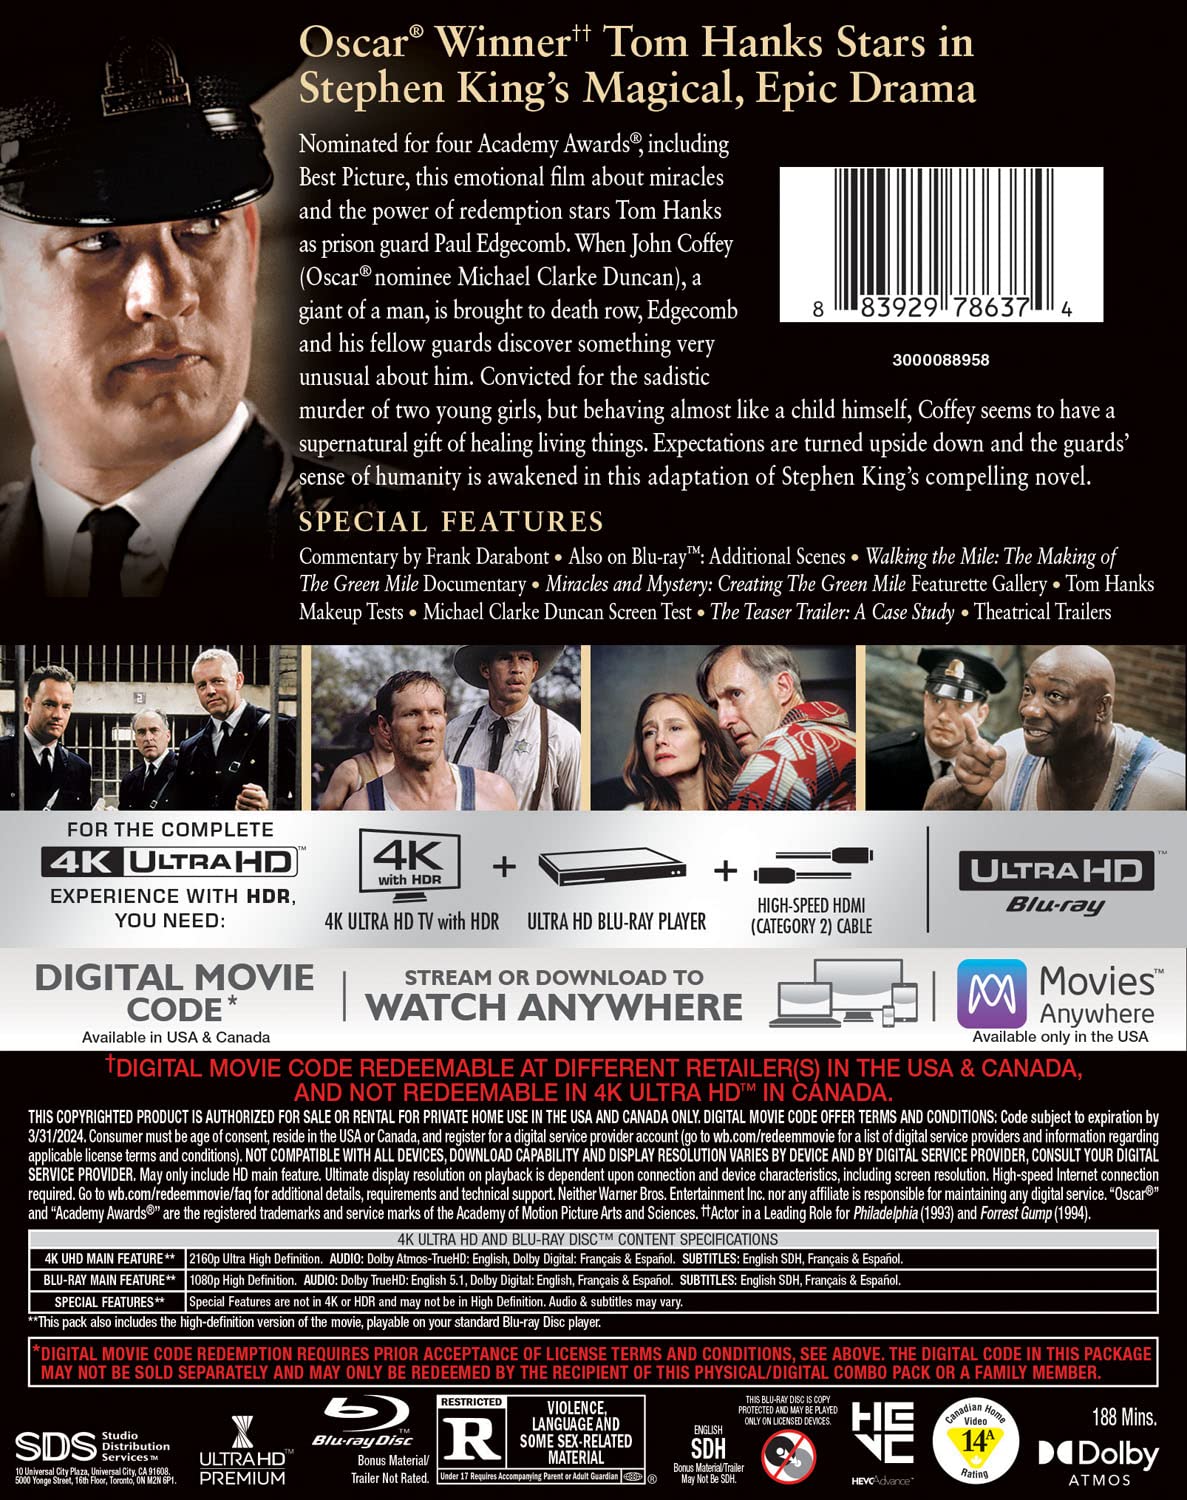 Oscar® Winner†† Tom Hanks Stars in
Stephen King's Magical, Epic Drama
Nominated for four Academy Awards®, including
Best Picture, this emotional film about miracles
and the power of redemption stars Tom Hanks
as prison guard Paul Edgecomb. When John Coffey
(Oscar® nominee Michael Clarke Duncan), a
giant of a man, is brought to death row, Edgecomb
and his fellow guards discover something very
unusual about him. Convicted for the sadistic
murder of two young girls, but behaving almost like a child himself, Coffey seems to have a
supernatural gift of healing living things. Expectations are turned upside down and the guards'
sense of humanity is awakened in this adaptation of Stephen King's compelling novel.
8 83929 78637 4
3000088958
SPECIAL FEATURES
Commentary by Frank Darabont • Also on Blu-ray™: Additional Scenes • Walking the Mile: The Making of
The Green Mile Documentary • Miracles and Mystery: Creating The Green Mile Featurette Gallery • Tom Hanks
Makeup Tests • Michael Clarke Duncan Screen Test • The Teaser Trailer: A Case Study • Theatrical Trailers
FOR THE COMPLETE
4K ULTRA HD™
EXPERIENCE WITH HDR,
YOU NEED:
4K
with HDR
4K ULTRA HD TV with HDR
+
ULTRA HD BLU-RAY PLAYER
+
HIGH-SPEED HDMI
(CATEGORY 2) CABLE
ULTRA HD™
Blu-ray
DIGITAL MOVIE
CODE*
Available in USA & Canada
STREAM OR DOWNLOAD TO
WATCH ANYWHERE
Movies™
Anywhere
Available only in the USA
†DIGITAL MOVIE CODE REDEEMABLE AT DIFFERENT RETAILER(S) IN THE USA & CANADA,
AND NOT REDEEMABLE IN 4K ULTRA HD™ IN CANADA.
THIS COPYRIGHTED PRODUCT IS AUTHORIZED FOR SALE OR RENTAL FOR PRIVATE HOME USE IN THE USA AND CANADA ONLY. DIGITAL MOVIE CODE OFFER TERMS AND CONDITIONS: Code subject to expiration by
3/31/2024. Consumer must be age of consent, reside in the USA or Canada, and register for a digital service provider account (go to wb.com/redeemmovie for a list of digital service providers and information regarding
applicable license terms and conditions). NOT COMPATIBLE WITH ALL DEVICES, DOWNLOAD CAPABILITY AND DISPLAY RESOLUTION VARIES BY DEVICE AND BY DIGITAL SERVICE PROVIDER, CONSULT YOUR DIGITAL
SERVICE PROVIDER. May only include HD main feature. Ultimate display resolution on playback is dependent upon connection and device characteristics, including screen resolution. High-speed Internet connection
required. Go to wb.com/redeemmovie/faq for additional details, requirements and technical support. Neither Warner Bros. Entertainment Inc. nor any affiliate is responsible for maintaining any digital service. "Oscar®"
and "Academy Awards®" are the registered trademarks and service marks of the Academy of Motion Picture Arts and Sciences. ††Actor in a Leading Role for Philadelphia (1993) and Forrest Gump (1994).
4K ULTRA HD AND BLU-RAY DISC™ CONTENT SPECIFICATIONS
4K UHD MAIN FEATURE** 2160p Ultra High Definition. AUDIO: Dolby Atmos-TrueHD: English, Dolby Digital: Français & Español. SUBTITLES: English SDH, Français & Español.
BLU-RAY MAIN FEATURE** 1080p High Definition. AUDIO: Dolby TrueHD: English 5.1, Dolby Digital: English, Français & Español. SUBTITLES: English SDH, Français & Español.
SPECIAL FEATURES** Special Features are not in 4K or HDR and may not be in High Definition. Audio & subtitles may vary.
**This pack also includes the high-definition version of the movie, playable on your standard Blu-ray Disc player.
*DIGITAL MOVIE CODE REDEMPTION REQUIRES PRIOR ACCEPTANCE OF LICENSE TERMS AND CONDITIONS, SEE ABOVE. THE DIGITAL CODE IN THIS PACKAGE
MAY NOT BE SOLD SEPARATELY AND MAY ONLY BE REDEEMED BY THE RECIPIENT OF THIS PHYSICAL/DIGITAL COMBO PACK OR A FAMILY MEMBER.
SDS Studio
Distribution
Services™
10 Universal City Plaza, Universal City, CA 91608.
5000 Yonge Street, 16th Floor, Toronto, ON M2N 6P1.
ULTRA HD™
PREMIUM
Blu-ray Disc™
Bonus Material/
Trailer Not Rated.
RESTRICTED
R
VIOLENCE,
LANGUAGE AND
SOME SEX-RELATED
MATERIAL
Under 17 Requires Accompanying Parent or Adult Guardian
®
ENGLISH
SDH
Bonus Material/Trailer
May Not Be SDH.
THIS BLU-RAY DISC IS COPY
PROTECTED AND MAY BE PLAYED
ONLY ON LICENSED DEVICES.
HEVC
HEVCAdvance™
Canadian Home
Video
14A
Rating
188 Mins.
Dolby
ATMOS